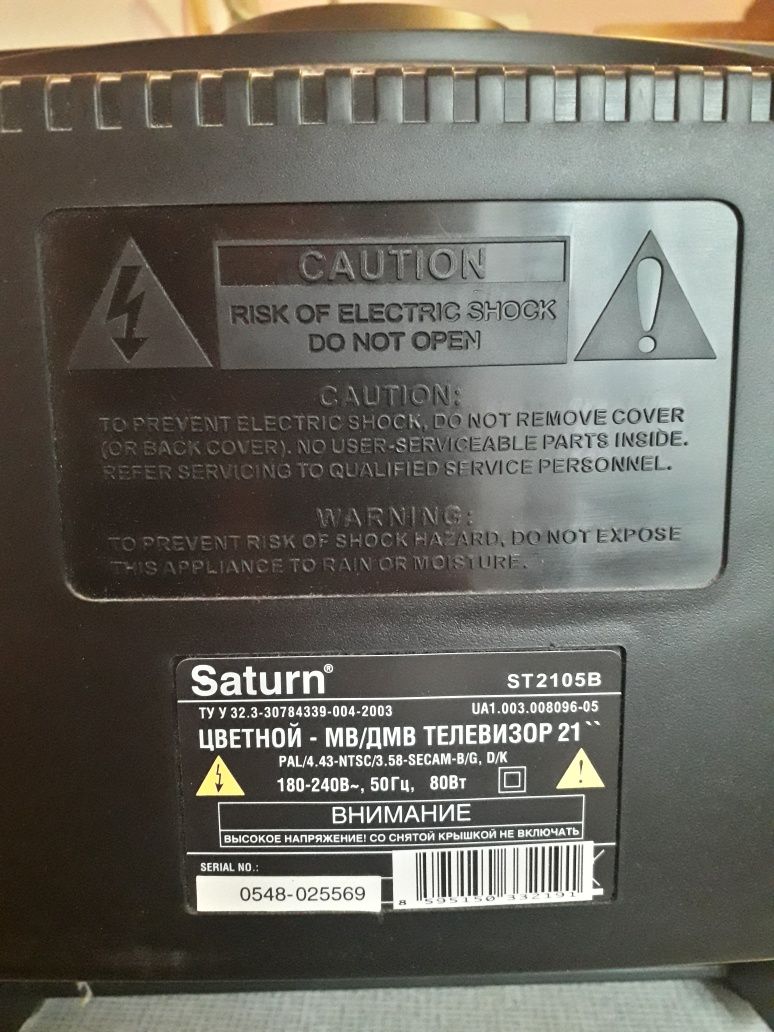 CAUTION
RISK OF ELECTRIC SHOCK
DO NOT OPEN
CAUTION:
TO PREVENT ELECTRIC SHOCK, DO NOT REMOVE COVER
(OR BACK COVER). NO USER-SERVICEABLE PARTS INSIDE.
REFER SERVICING TO QUALIFIED SERVICE PERSONNEL.
WARNING:
TO PREVENT RISK OF SHOCK HAZARD, DO NOT EXPOSE
THIS APPLIANCE TO RAIN OR MOISTURE.
Saturn® ST2105B
ТУ У 32.3-30784339-004-2003 UA1.003.008096-05
ЦВЕТНОЙ - МВ/ДМВ ТЕЛЕВИЗОР 21``
PAL/4.43-NTSC/3.58-SECAM-B/G, D/K
180-240В~, 50Гц, 80Вт
ВНИМАНИЕ
ВЫСОКОЕ НАПРЯЖЕНИЕ! СО СНЯТОЙ КРЫШКОЙ НЕ ВКЛЮЧАТЬ
SERIAL NO.:
0548-025569
8 595150 332191